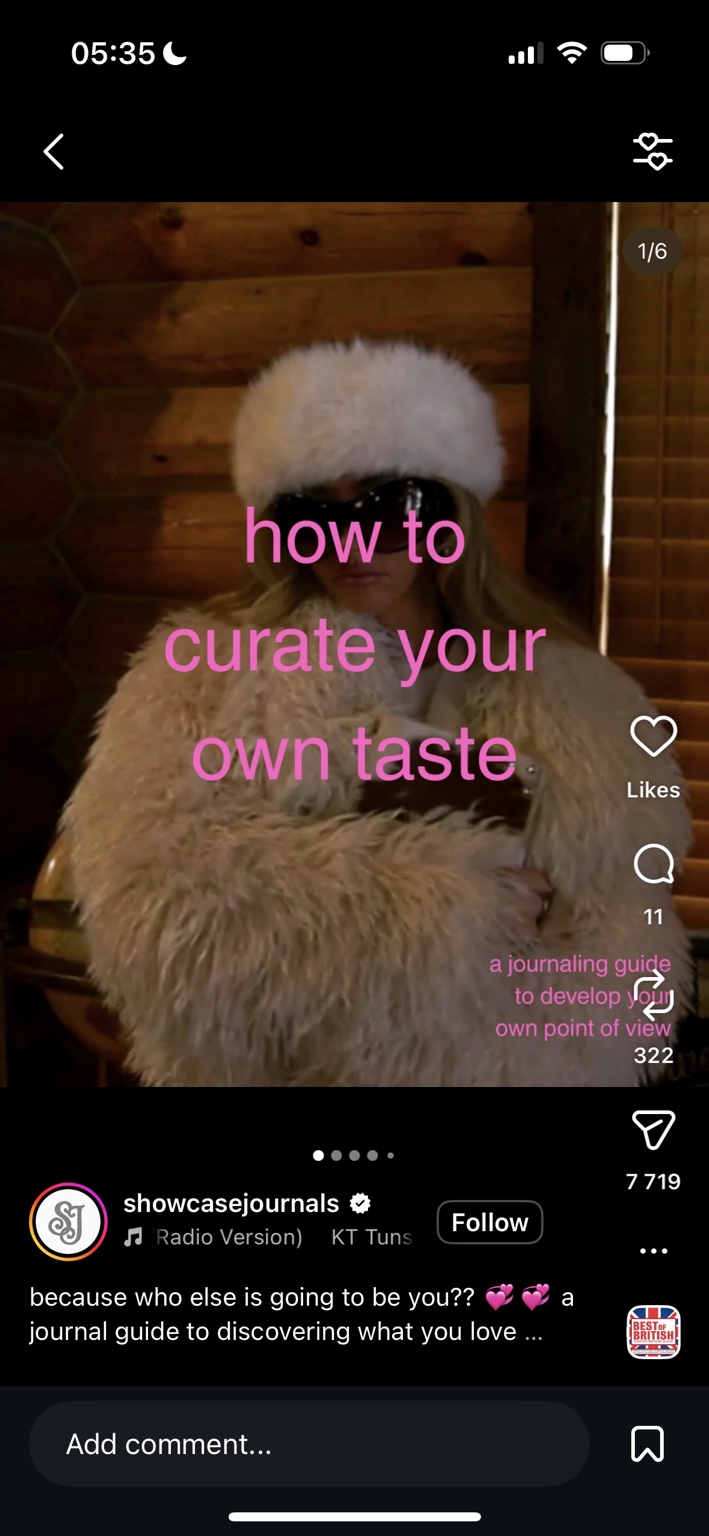 05:35
1/6
how to
curate your
own taste
Likes
11
a journaling guide
to develop your
own point of view
322
7 719
showcasejournals
Radio Version) KT Tuns
Follow
because who else is going to be you?? 💞 💞 a
journal guide to discovering what you love ...
BEST OF
BRITISH
Add comment...